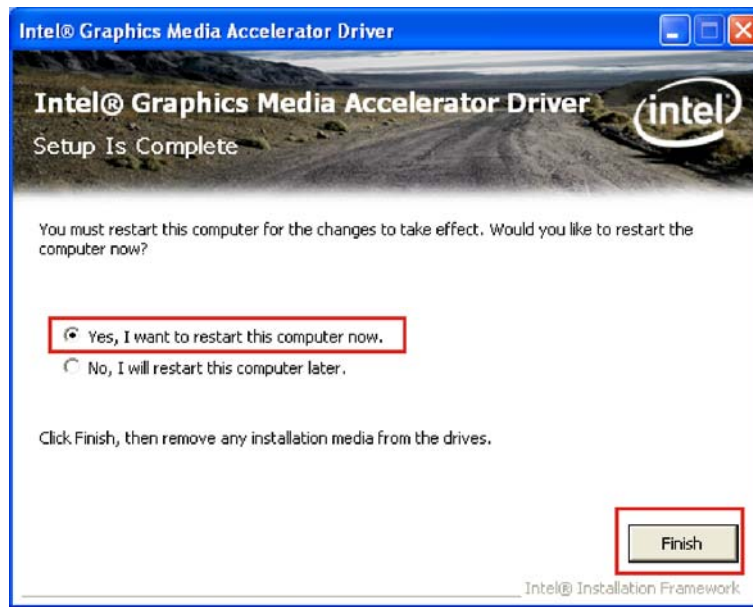 Intel® Graphics Media Accelerator Driver
Intel® Graphics Media Accelerator Driver
intel
Setup Is Complete
You must restart this computer for the changes to take effect. Would you like to restart the
computer now?
Yes, I want to restart this computer now.
No, I will restart this computer later.
Click Finish, then remove any installation media from the drives.
Finish
Intel® Installation Framework